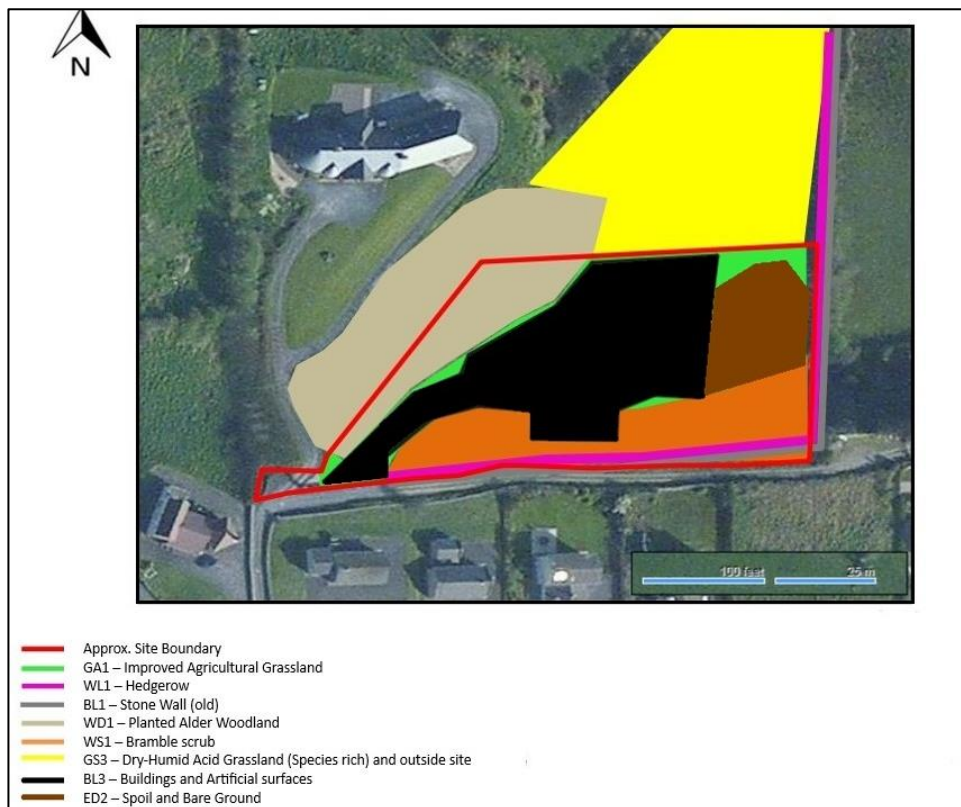 N
100 feet 25 m
Approx. Site Boundary
GA1 – Improved Agricultural Grassland
WL1 – Hedgerow
BL1 – Stone Wall (old)
WD1 – Planted Alder Woodland
WS1 – Bramble scrub
GS3 – Dry-Humid Acid Grassland (Species rich) and outside site
BL3 – Buildings and Artificial surfaces
ED2 – Spoil and Bare Ground